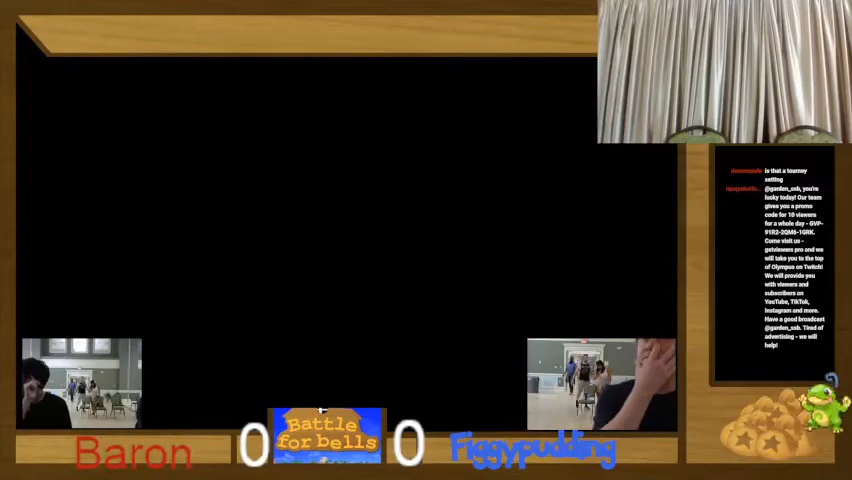 is that a tourney
setting
@garden_ssb, you're
lucky today! Our team
gives you a promo
code for 10 viewers
for a whole day - GVP-
91R2-2QM6-1GRK.
Come visit us -
getviewers pro and we
will take you to the top
of Olympus on Twitch!
We will provide you
with viewers and
subscribers on
YouTube, TikTok,
Instagram and more.
Have a good broadcast
@garden_ssb. Tired of
advertising - we will
help!
Baron
0
Battle
for bells
0
Figgypudding